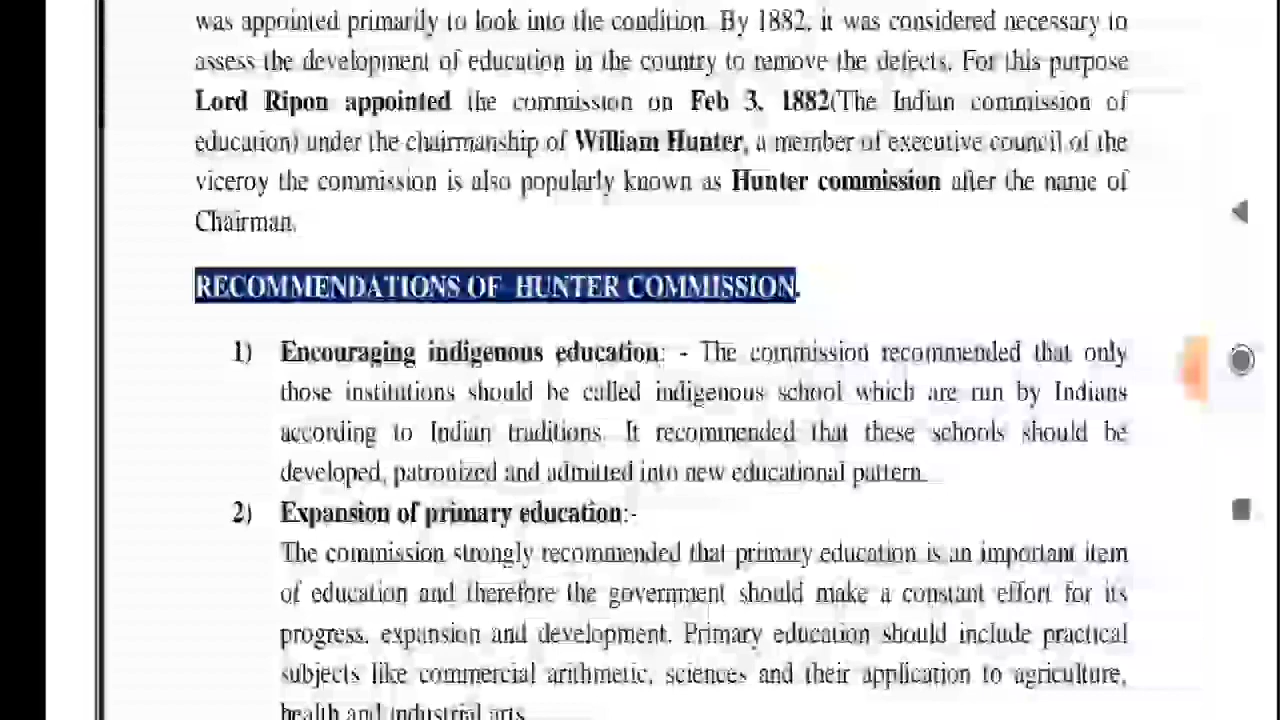 was appointed primarily to look into the condition. By 1882, it was considered necessary to
assess the development of education in the country to remove the defects. For this purpose
Lord Ripon appointed the commission on Feb 3, 1882(The Indian commission of
education) under the chairmanship of William Hunter, a member of executive council of the
viceroy the commission is also popularly known as Hunter commission after the name of
Chairman.
RECOMMENDATIONS OF HUNTER COMMISSION.
1) Encouraging indigenous education: - The commission recommended that only
those institutions should be called indigenous school which are run by Indians
according to Indian traditions. It recommended that these schools should be
developed, patronized and admitted into new educational pattern.
2) Expansion of primary education:-
The commission strongly recommended that primary education is an important item
of education and therefore the government should make a constant effort for its
progress, expansion and development. Primary education should include practical
subjects like commercial arithmetic, sciences and their application to agriculture,
health and industrial arts.